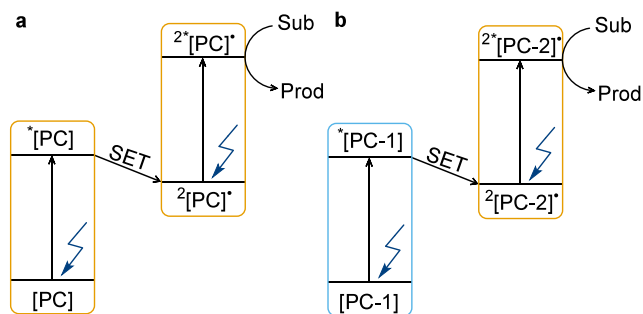 a
²*[PC]•
Sub
Prod
*[PC]
SET
²[PC]•
[PC]
b
²*[PC-2]•
Sub
Prod
*[PC-1]
SET
²[PC-2]•
[PC-1]